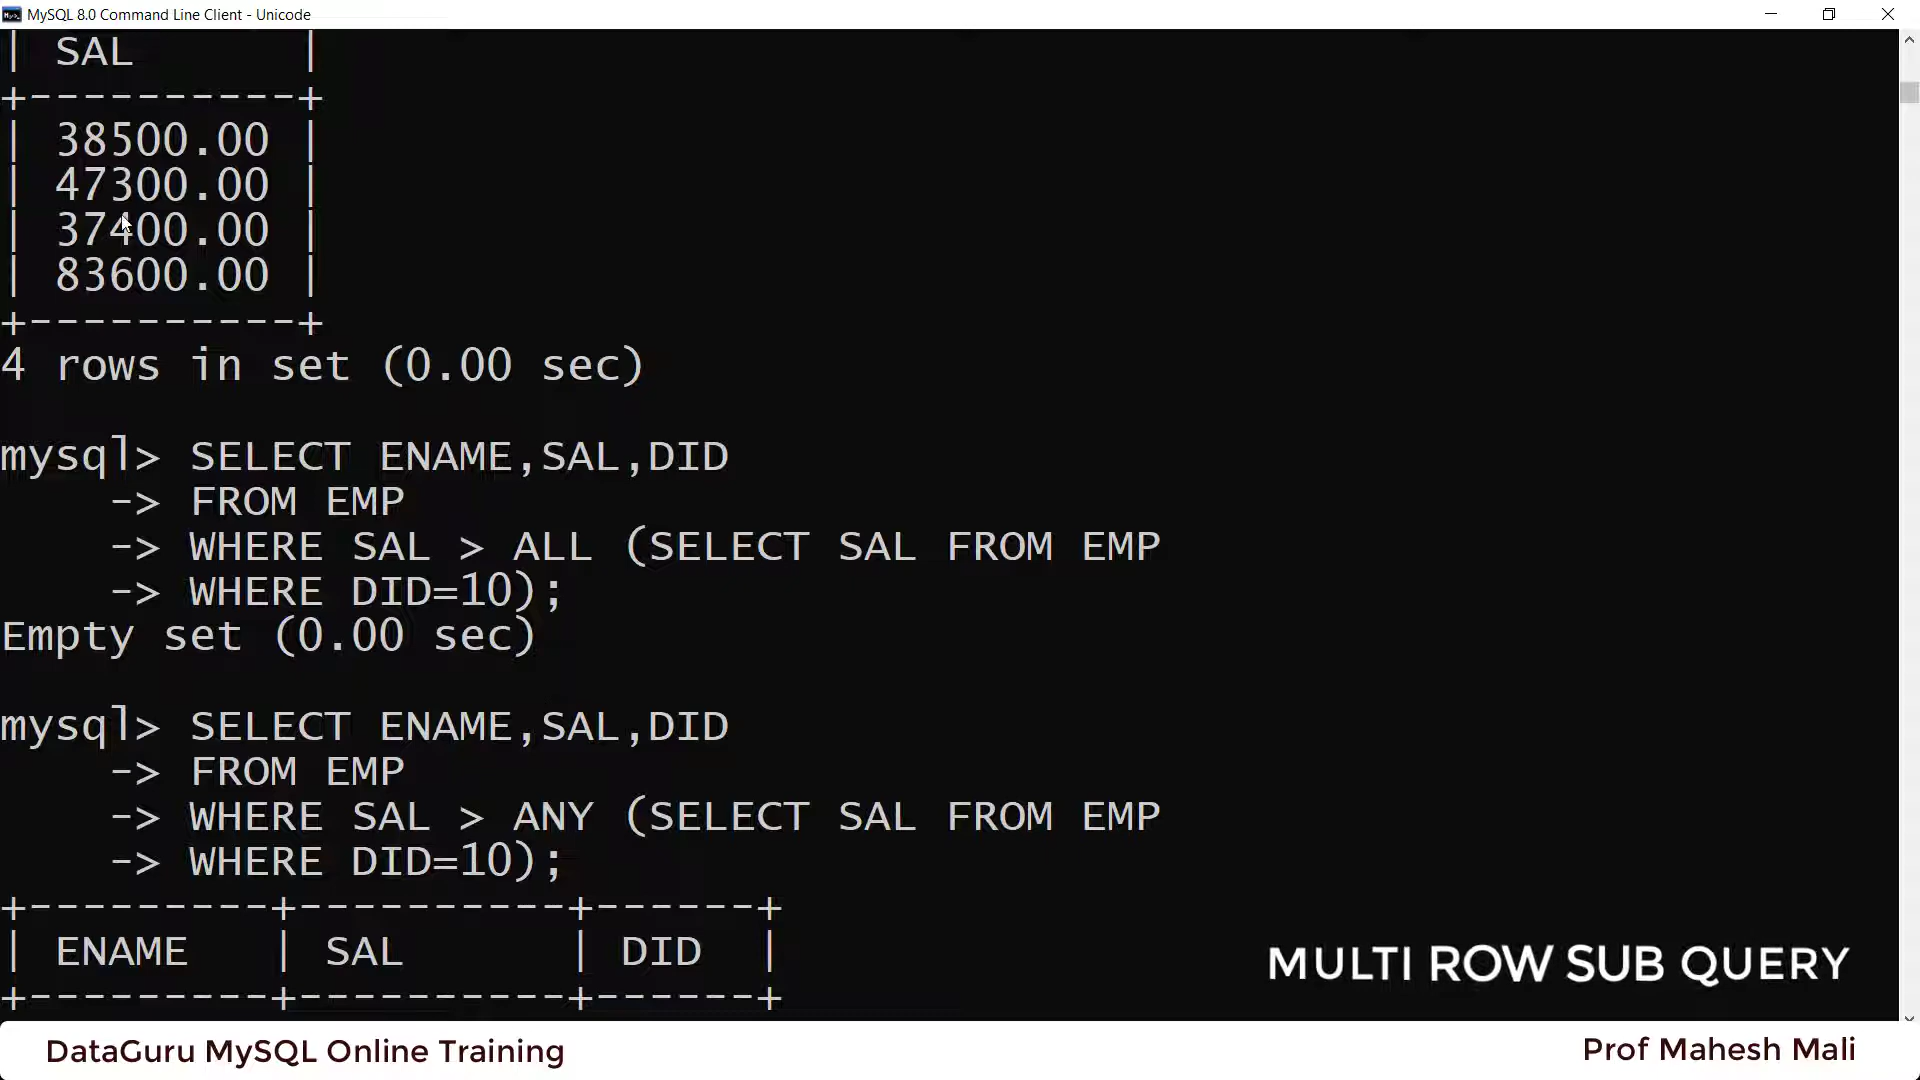 MySQL 8.0 Command Line Client - Unicode
| SAL |
+----------+
| 38500.00 |
| 47300.00 |
| 37400.00 |
| 83600.00 |
+----------+
4 rows in set (0.00 sec)
mysql> SELECT ENAME,SAL,DID
-> FROM EMP
-> WHERE SAL > ALL (SELECT SAL FROM EMP
-> WHERE DID=10);
Empty set (0.00 sec)
mysql> SELECT ENAME,SAL,DID
-> FROM EMP
-> WHERE SAL > ANY (SELECT SAL FROM EMP
-> WHERE DID=10);
+---------+----------+------+
| ENAME | SAL | DID |
+---------+----------+------+
MULTI ROW SUB QUERY
DataGuru MySQL Online Training
Prof Mahesh Mali